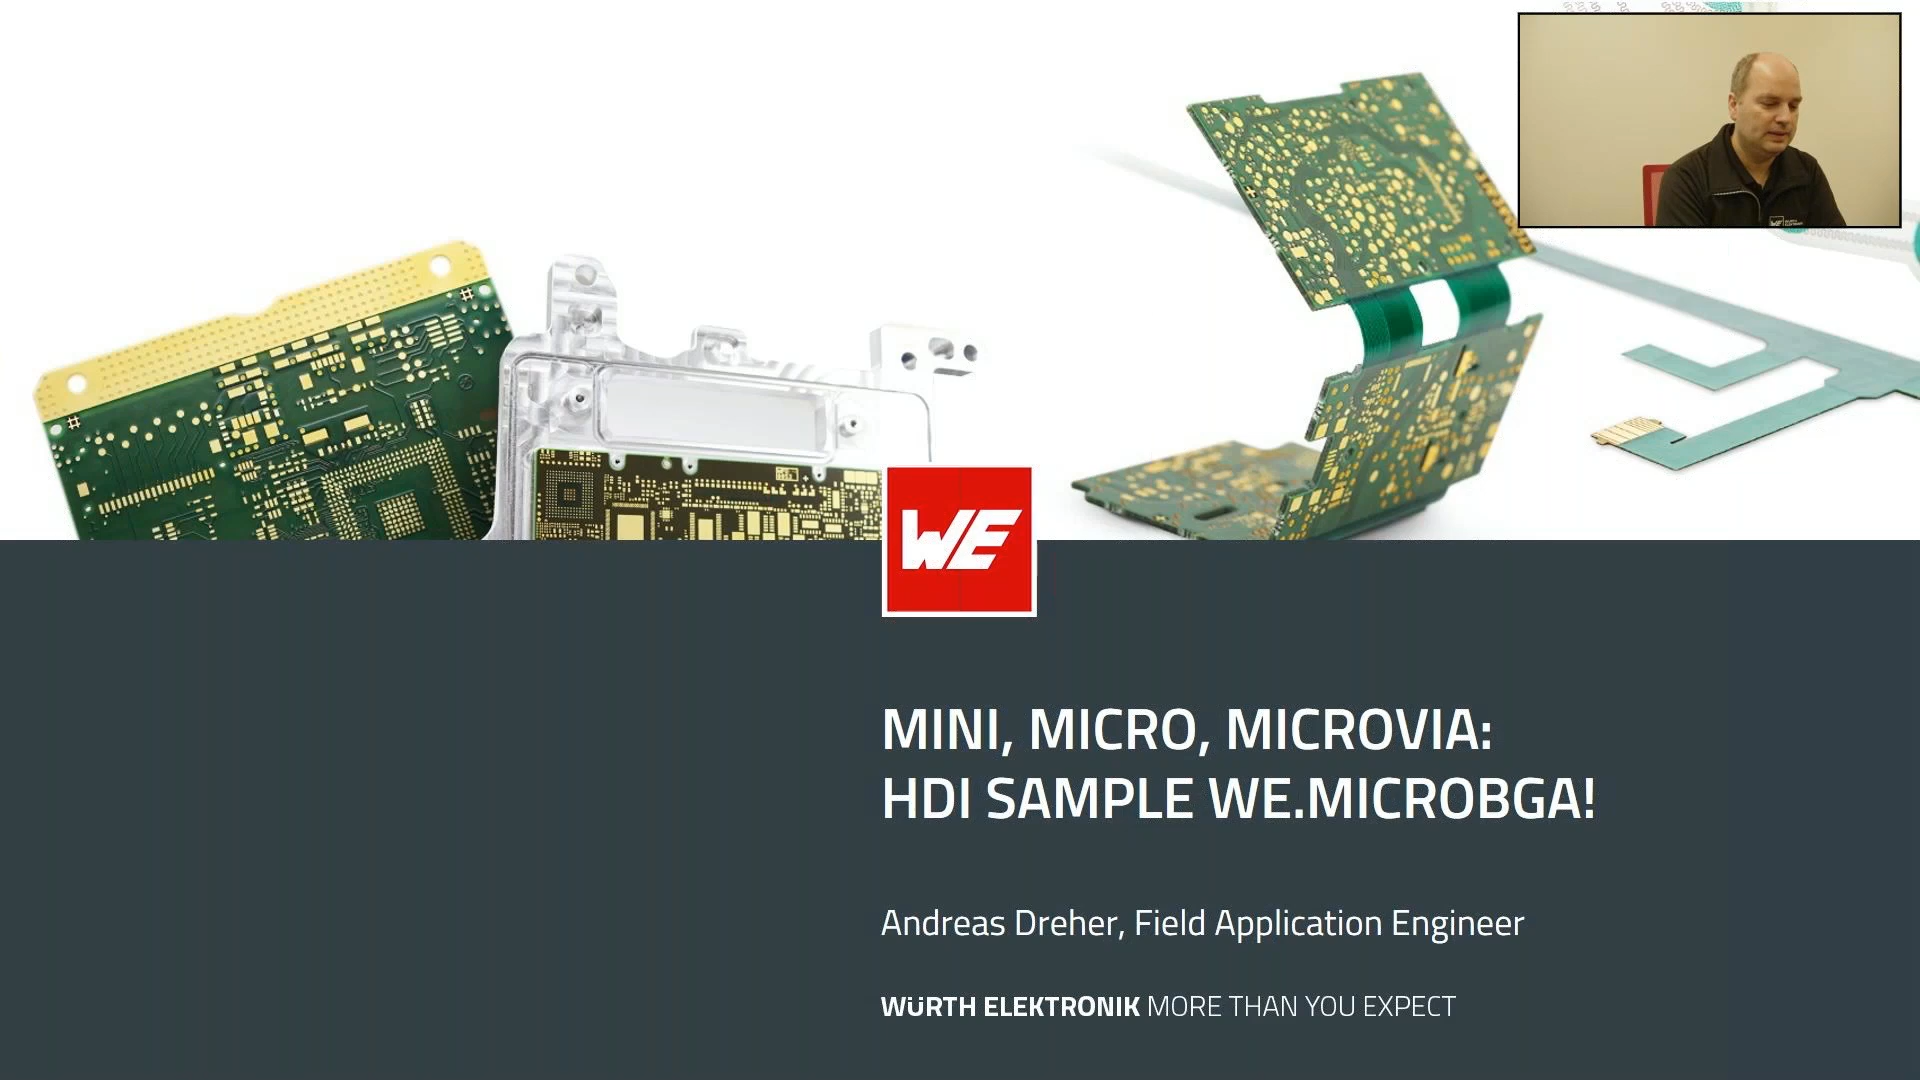 WE
MINI, MICRO, MICROVIA:
HDI SAMPLE WE.MICROBGA!
Andreas Dreher, Field Application Engineer
WÜRTH ELEKTRONIK MORE THAN YOU EXPECT